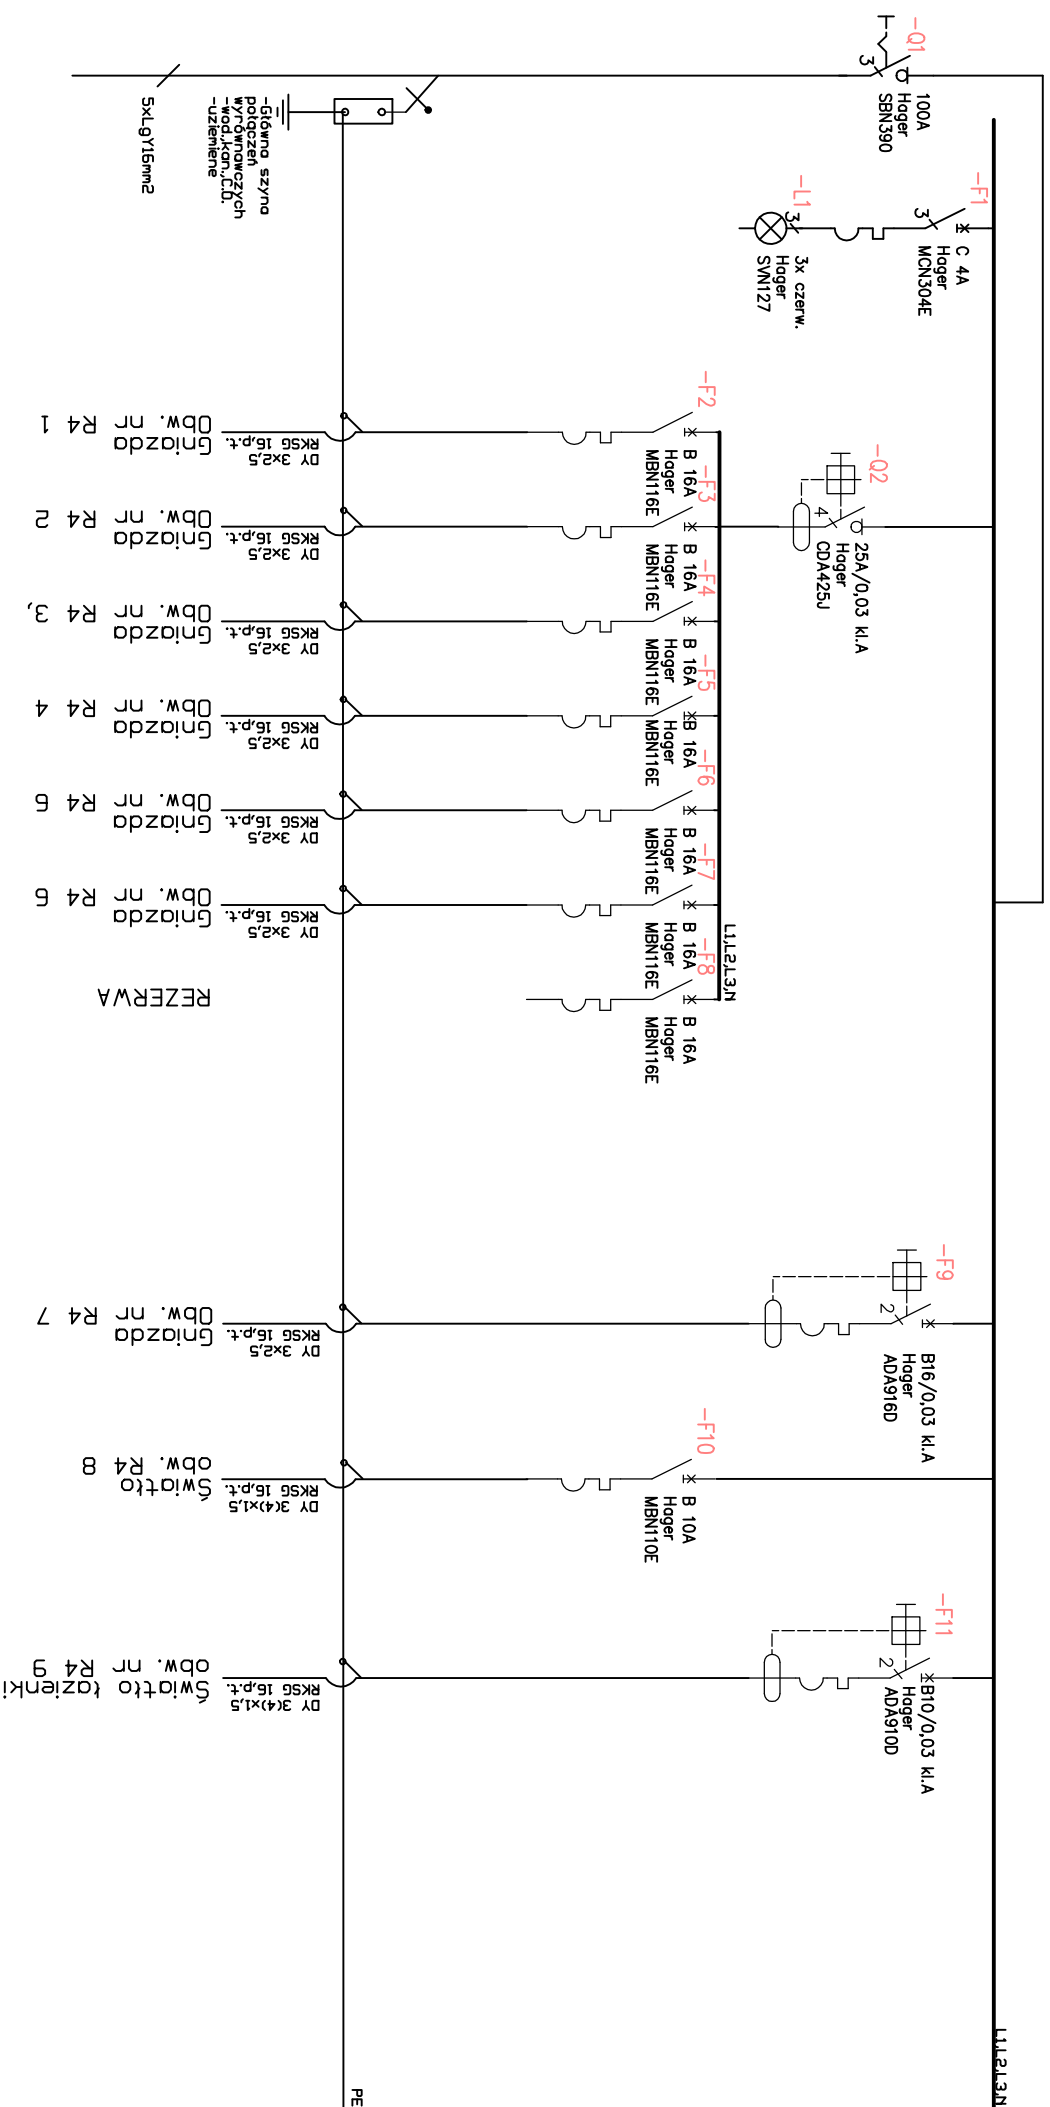 -Q1
100A
Hager
SBN390
-F1
C 4A
Hager
MCN304E
-L1
3x czerw.
Hager
SVN127
3
3
3
5xLgY16mm2
-Główna szyna
połączeń
wyrównawczych
-wod.,kan.,C.O.
-uziemiene
-Q2
25A/0,03 kl.A
Hager
CDA425J
4
-F2
B 16A
Hager
MBN116E
-F3
B 16A
Hager
MBN116E
-F4
B 16A
Hager
MBN116E
-F5
B 16A
Hager
MBN116E
-F6
B 16A
Hager
MBN116E
-F7
B 16A
Hager
MBN116E
-F8
B 16A
Hager
MBN116E
L1,L2,L3,N
-F9
B16/0,03 kl.A
Hager
ADA916D
2
-F10
B 10A
Hager
MBN110E
-F11
B10/0,03 kl.A
Hager
ADA910D
2
L1,L2,L3,N
PE
DY 3x2,5
RKSG 16,p.t.
Gniazda
Obw. nr R4 1
DY 3x2,5
RKSG 16,p.t.
Gniazda
Obw. nr R4 2
DY 3x2,5
RKSG 16,p.t.
Gniazda
Obw. nr R4 3,
DY 3x2,5
RKSG 16,p.t.
Gniazda
Obw. nr R4 4
DY 3x2,5
RKSG 16,p.t.
Gniazda
Obw. nr R4 6
DY 3x2,5
RKSG 16,p.t.
Gniazda
Obw. nr R4 6
REZERWA
DY 3x2,5
RKSG 16,p.t.
Gniazda
Obw. nr R4 7
DY 3(4)x1,5
RKSG 16,p.t.
Światło
obw. R4 8
DY 3(4)x1,5
RKSG 16,p.t.
Światło łazienki
obw. nr R4 9